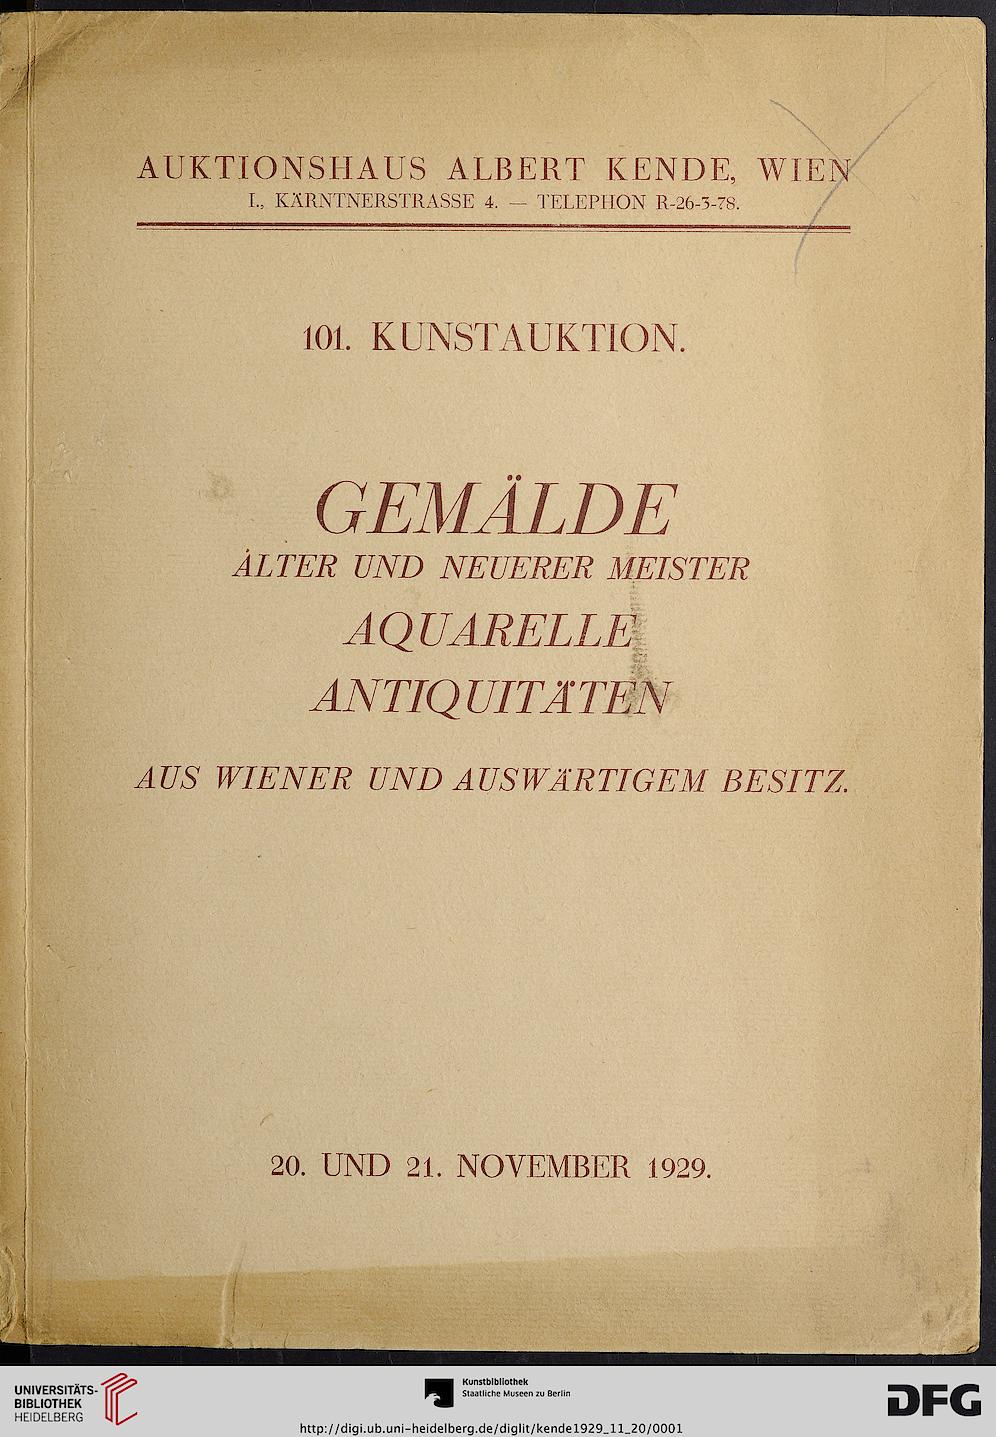 AUKTIONSHAUS ALBERT KENDE, WIEN
I., KÄRNTNERSTRASSE 4. — TELEPHON R-26-3-78.
101. KUNSTAUKTION.
GEMÄLDE
ALTER UND NEUERER MEISTER
AQUARELLE
ANTIQUITÄTEN
AUS WIENER UND AUSWÄRTIGEM BESITZ.
20. UND 21. NOVEMBER 1929.
UNIVERSITÄTS-
BIBLIOTHEK
HEIDELBERG
Kunstbibliothek
Staatliche Museen zu Berlin
DFG
http://digi.ub.uni-heidelberg.de/diglit/kende1929_11_20/0001